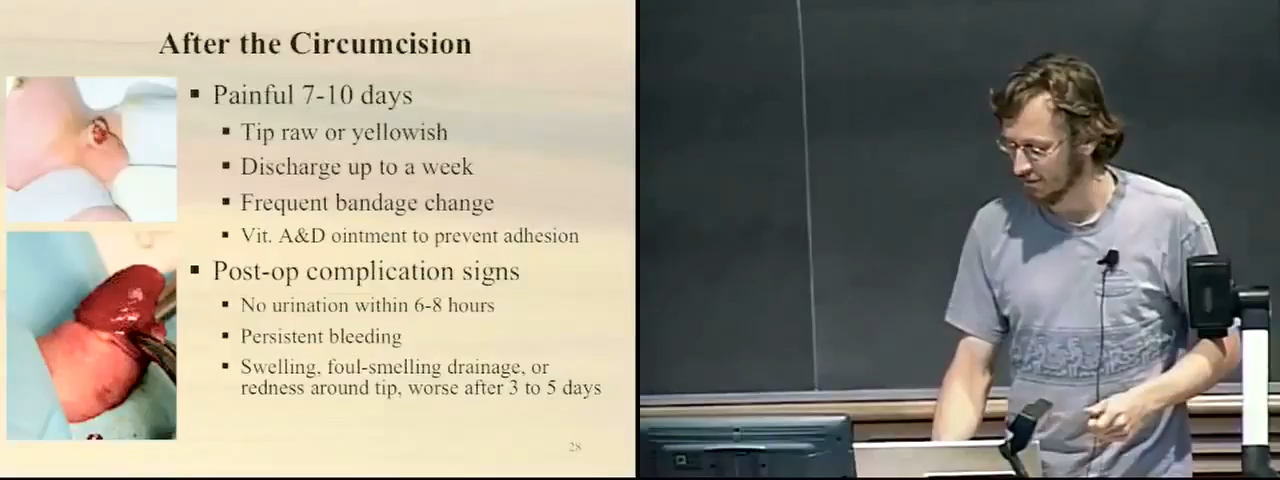 After the Circumcision
▪ Painful 7-10 days
▪ Tip raw or yellowish
▪ Discharge up to a week
▪ Frequent bandage change
▪ Vit. A&D ointment to prevent adhesion
▪ Post-op complication signs
▪ No urination within 6-8 hours
▪ Persistent bleeding
▪ Swelling, foul-smelling drainage, or
redness around tip, worse after 3 to 5 days
28